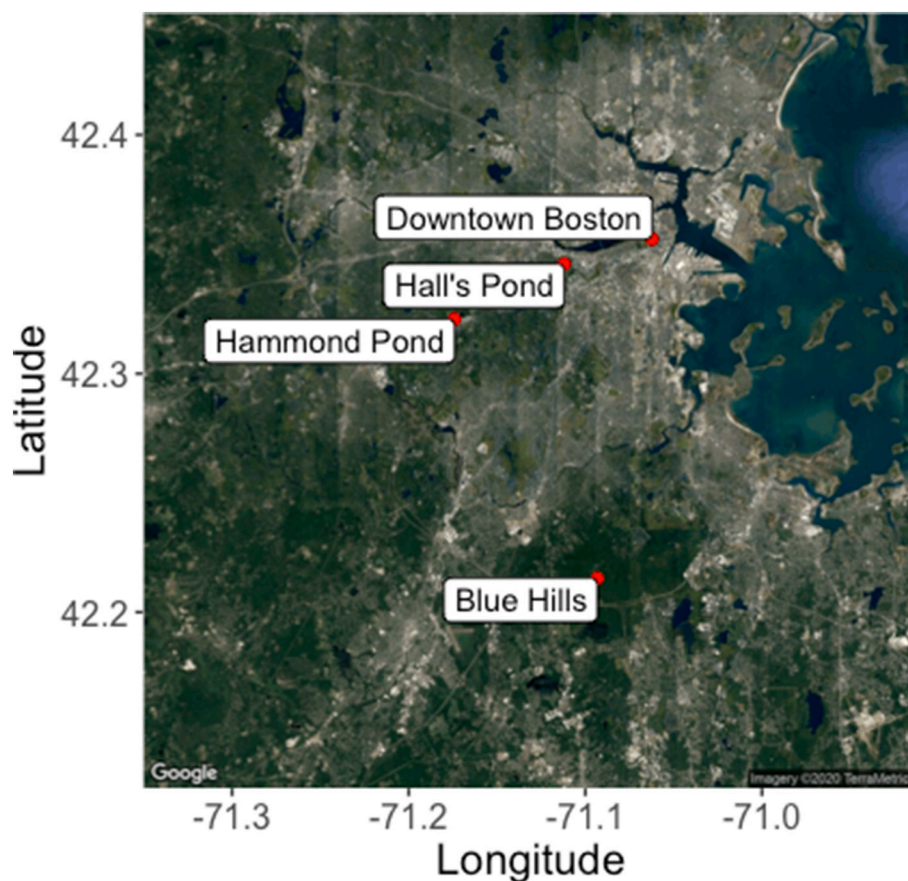 42.4
Downtown Boston
Hall's Pond
Hammond Pond
42.3
Latitude
Blue Hills
42.2
Google
Imagery ©2020 TerraMetric
-71.3
-71.2
-71.1
-71.0
Longitude